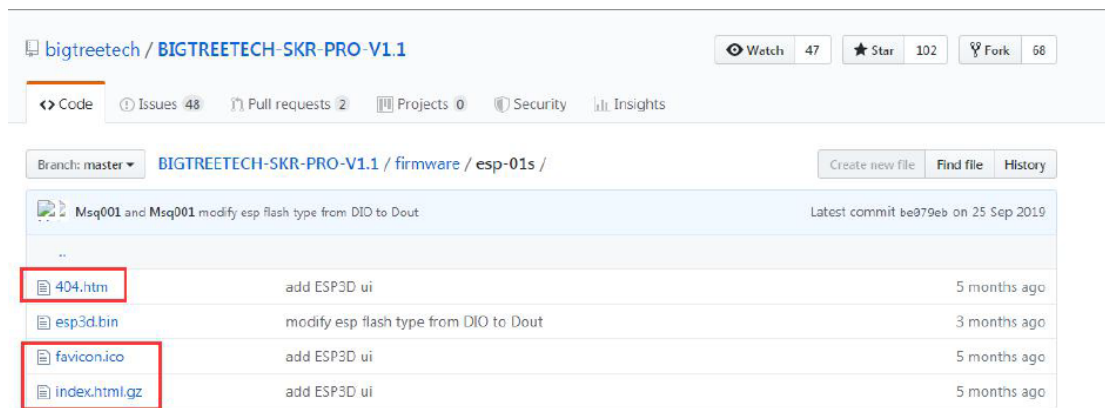 bigtreetech / BIGTREETECH-SKR-PRO-V1.1 Watch 47 Star 102 Fork 68
Code Issues 48 Pull requests 2 Projects 0 Security Insights
Branch: master BIGTREETECH-SKR-PRO-V1.1 / firmware / esp-01s / Create new file Find file History
Msq001 and Msq001 modify esp flash type from DIO to Dout Latest commit be079eb on 25 Sep 2019
..
404.htm add ESP3D ui 5 months ago
esp3d.bin modify esp flash type from DIO to Dout 3 months ago
favicon.ico add ESP3D ui 5 months ago
index.html.gz add ESP3D ui 5 months ago